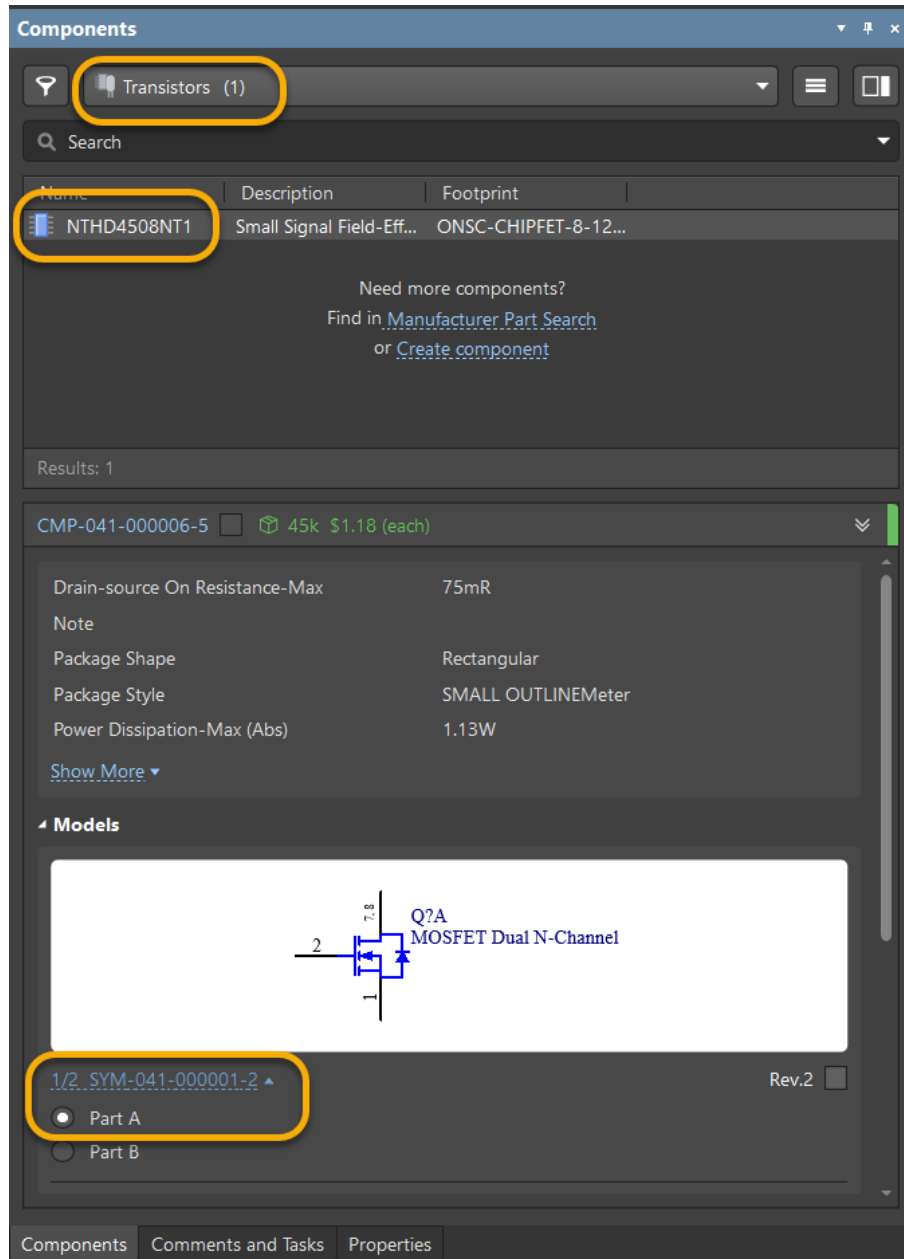 Components
Transistors (1)
Search
Name Description Footprint
NTHD4508NT1 Small Signal Field-Eff... ONSC-CHIPFET-8-12...
Need more components?
Find in Manufacturer Part Search
or Create component
Results: 1
CMP-041-000006-5 45k $1.18 (each)
Drain-source On Resistance-Max 75mR
Note
Package Shape Rectangular
Package Style SMALL OUTLINEMeter
Power Dissipation-Max (Abs) 1.13W
Show More
Models
7, 8
Q?A
MOSFET Dual N-Channel
2
1
1/2 SYM-041-000001-2 Rev.2
Part A
Part B
Components Comments and Tasks Properties